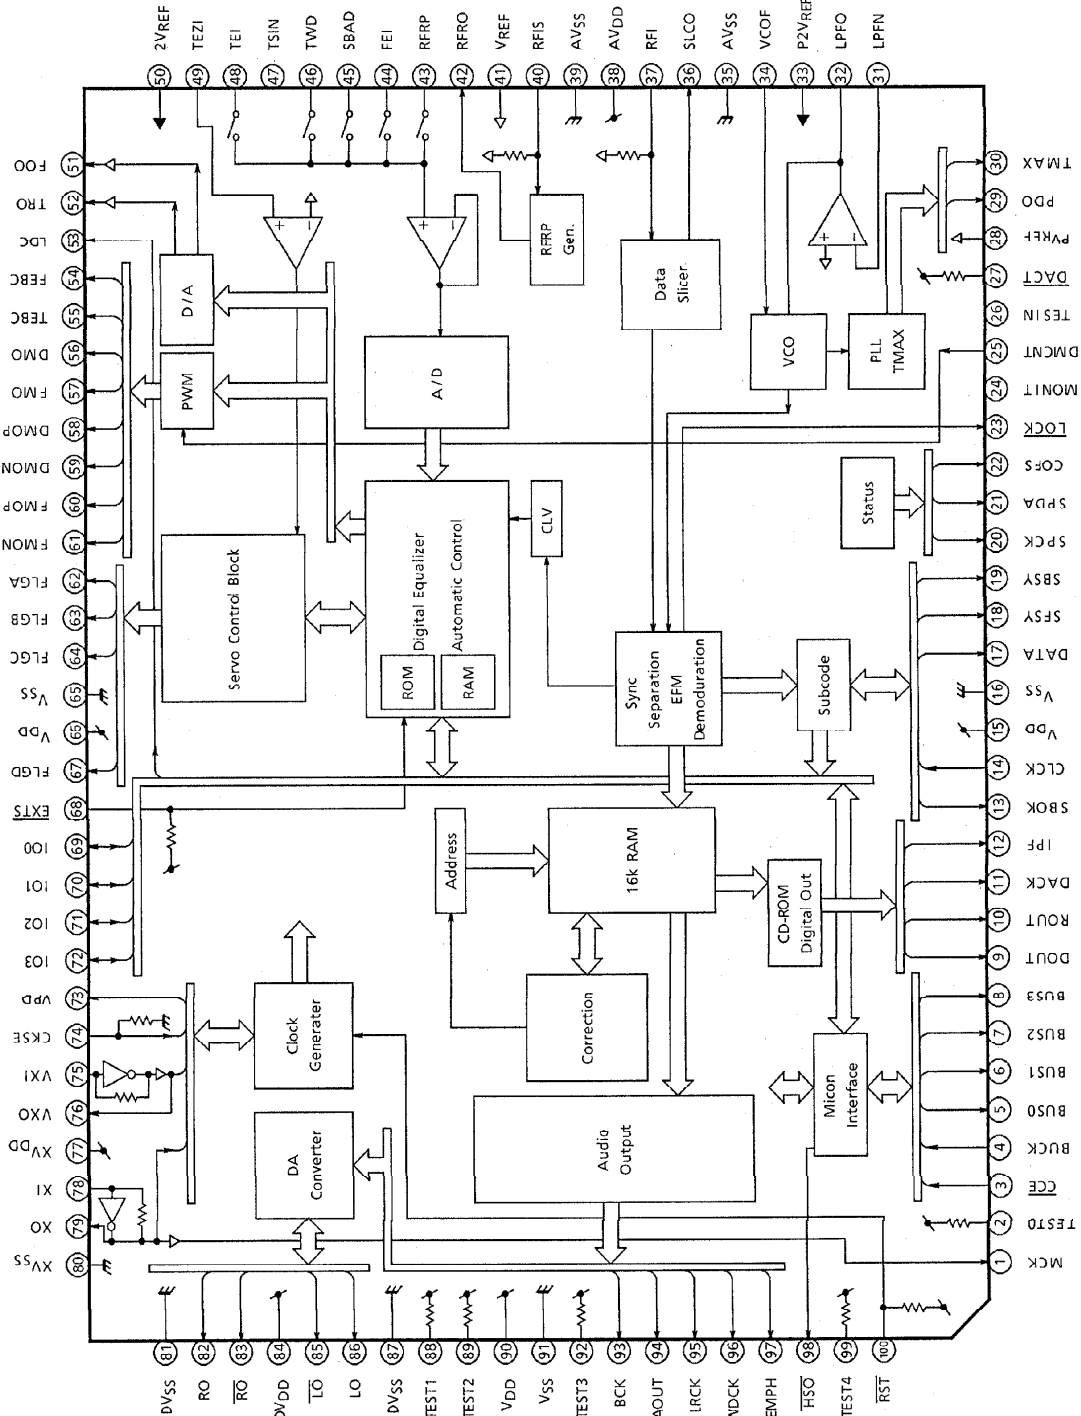 2VREF
50
TEZI
49
TEI
48
TSIN
47
TWD
46
SBAD
45
FEI
44
RFRP
43
RFRO
42
VREF
41
RFIS
40
AVSS
39
AVDD
38
RFI
37
SLCO
36
AVSS
35
VCOF
34
P2VREF
33
LPFO
32
LPFN
31
FOO
51
TRO
52
LDC
53
FEBC
54
TEBC
55
DMO
56
FMO
57
DMOP
58
DMON
59
FMOP
60
FMON
61
FLGA
62
FLGB
63
FLGC
64
VSS
65
VDD
65
FLGD
67
EXTS
68
IO0
69
IO1
70
IO2
71
IO3
72
VPD
73
CKSE
74
VXI
75
VXO
76
XVDD
77
XI
78
XO
79
XVSS
80
TMAX
30
PDO
29
PVREF
28
DACT
27
TESIN
26
DMCNT
25
MONIT
24
LOCK
23
COFS
22
SPDA
21
SPCK
20
SBSY
19
SFSY
18
DATA
17
VSS
16
VDD
15
CLCK
14
SBOK
13
IPF
12
DACK
11
ROUT
10
DOUT
9
BUS3
8
BUS2
7
BUS1
6
BUS0
5
BUCK
4
CCE
3
TEST0
2
MCK
1
D/A
PWM
+
−
+
−
A/D
RFRP
Gen.
Data
Slicer.
+
−
VCO
PLL
TMAX
Status
Servo Control Block
Digital Equalizer
Automatic Control
ROM
RAM
CLV
Sync
Separation
EFM
Demoduration
Subcode
Address
16k RAM
CD-ROM
Digital Out
Clock
Generater
Correction
DA
Converter
Audio
Output
Micon
Interface
81
DVSS
82
RO
83
RO
84
DVDD
85
LO
86
LO
87
DVSS
88
TEST1
89
TEST2
90
VDD
91
VSS
92
TEST3
93
BCK
94
AOUT
95
LRCK
96
WDCK
97
EMPH
98
HSO
99
TEST4
100
RST